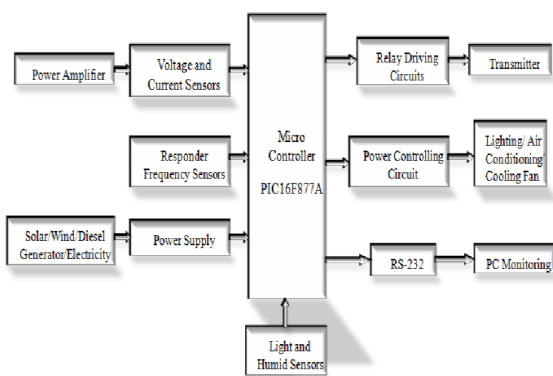 Power Amplifier
Voltage and
Current Sensors
Responder
Frequency Sensors
Solar/Wind/Diesel
Generator/Electricity
Power Supply
Micro
Controller
PIC16F877A
Light and
Humid Sensors
Relay Driving
Circuits
Transmitter
Power Controlling
Circuit
Lighting/ Air
Conditioning
Cooling Fan
RS-232
PC Monitoring